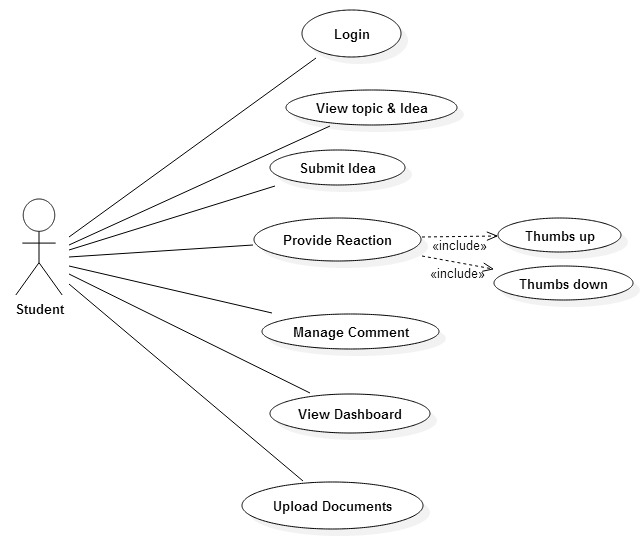 Login
View topic & Idea
Submit Idea
Provide Reaction
«include»
Thumbs up
«include»
Thumbs down
Student
Manage Comment
View Dashboard
Upload Documents